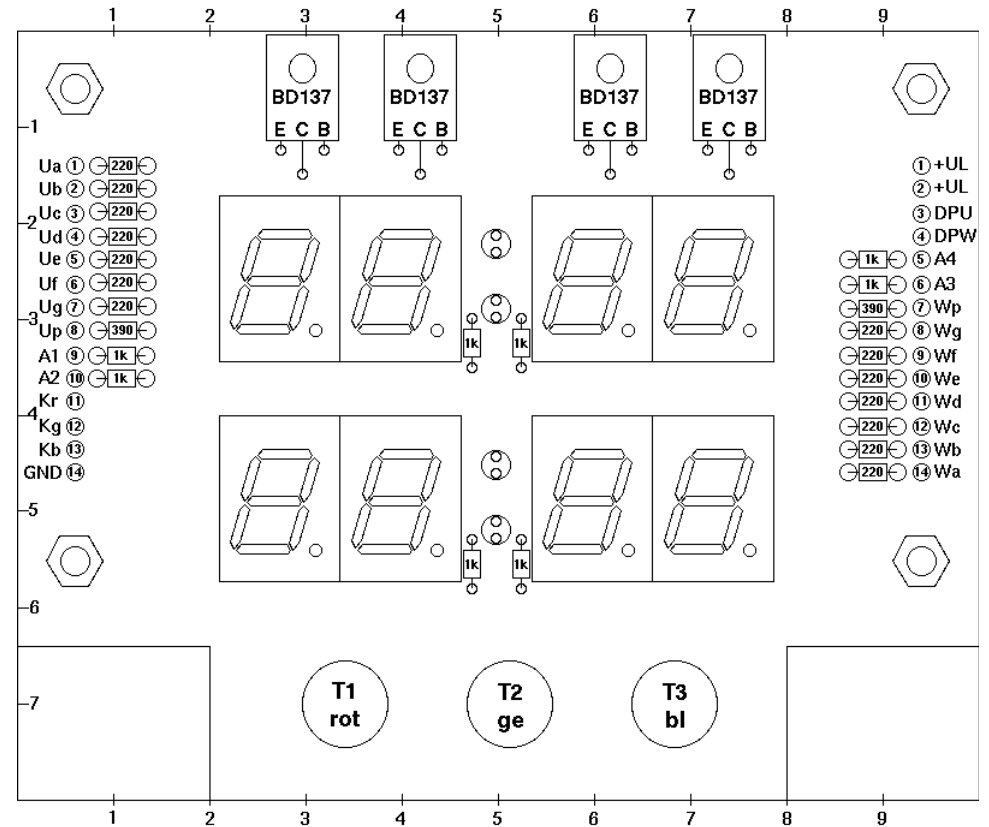 1 2 3 4 5 6 7 8 9
BD137 BD137 BD137 BD137
E C B E C B E C B E C B
1
Ua 1 220
1 +UL
Ub 2 220
2 +UL
Uc 3 220
3 DPU
2
Ud 4 220
4 DPW
Ue 5 220
1k 5 A4
Uf 6 220
1k 6 A3
Ug 7 220
390 7 Wp
3
Up 8 390
220 8 Wg
1k 1k
A1 9 1k
220 9 Wf
A2 10 1k
220 10 We
Kr 11
220 11 Wd
4
Kg 12
220 12 Wc
Kb 13
220 13 Wb
GND 14
220 14 Wa
5
1k 1k
6
T1 rot
T2 ge
T3 bl
7
1 2 3 4 5 6 7 8 9